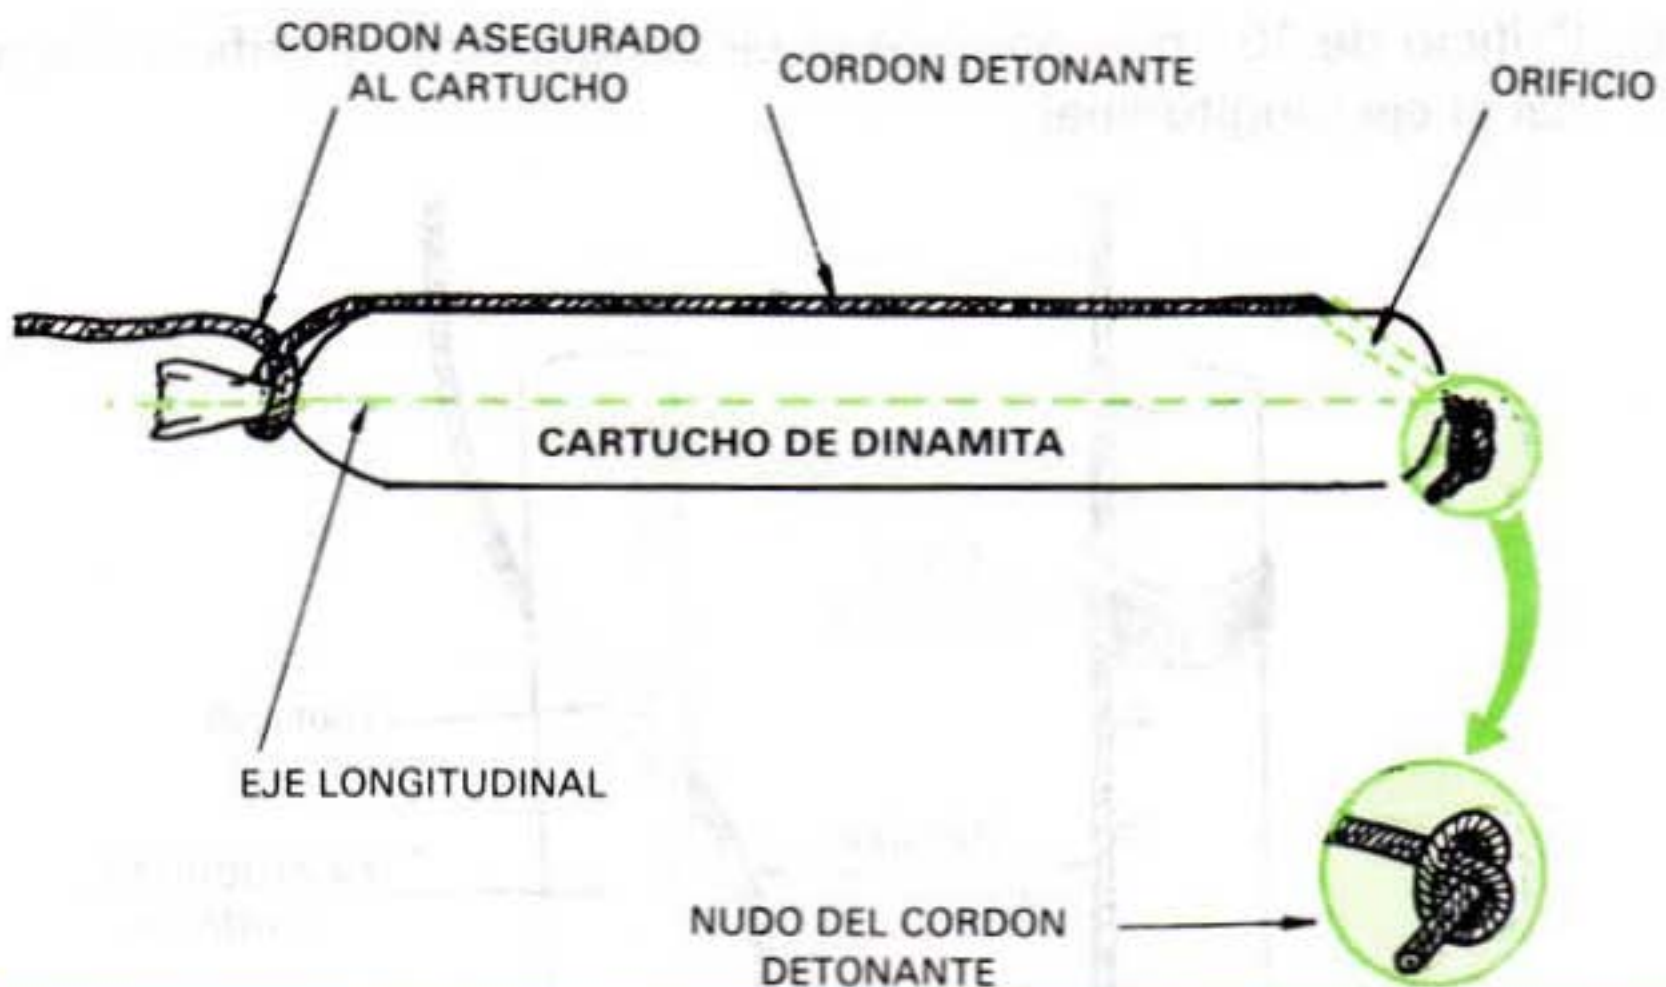 CORDON ASEGURADO
AL CARTUCHO
CORDON DETONANTE
ORIFICIO
CARTUCHO DE DINAMITA
EJE LONGITUDINAL
NUDO DEL CORDON
DETONANTE